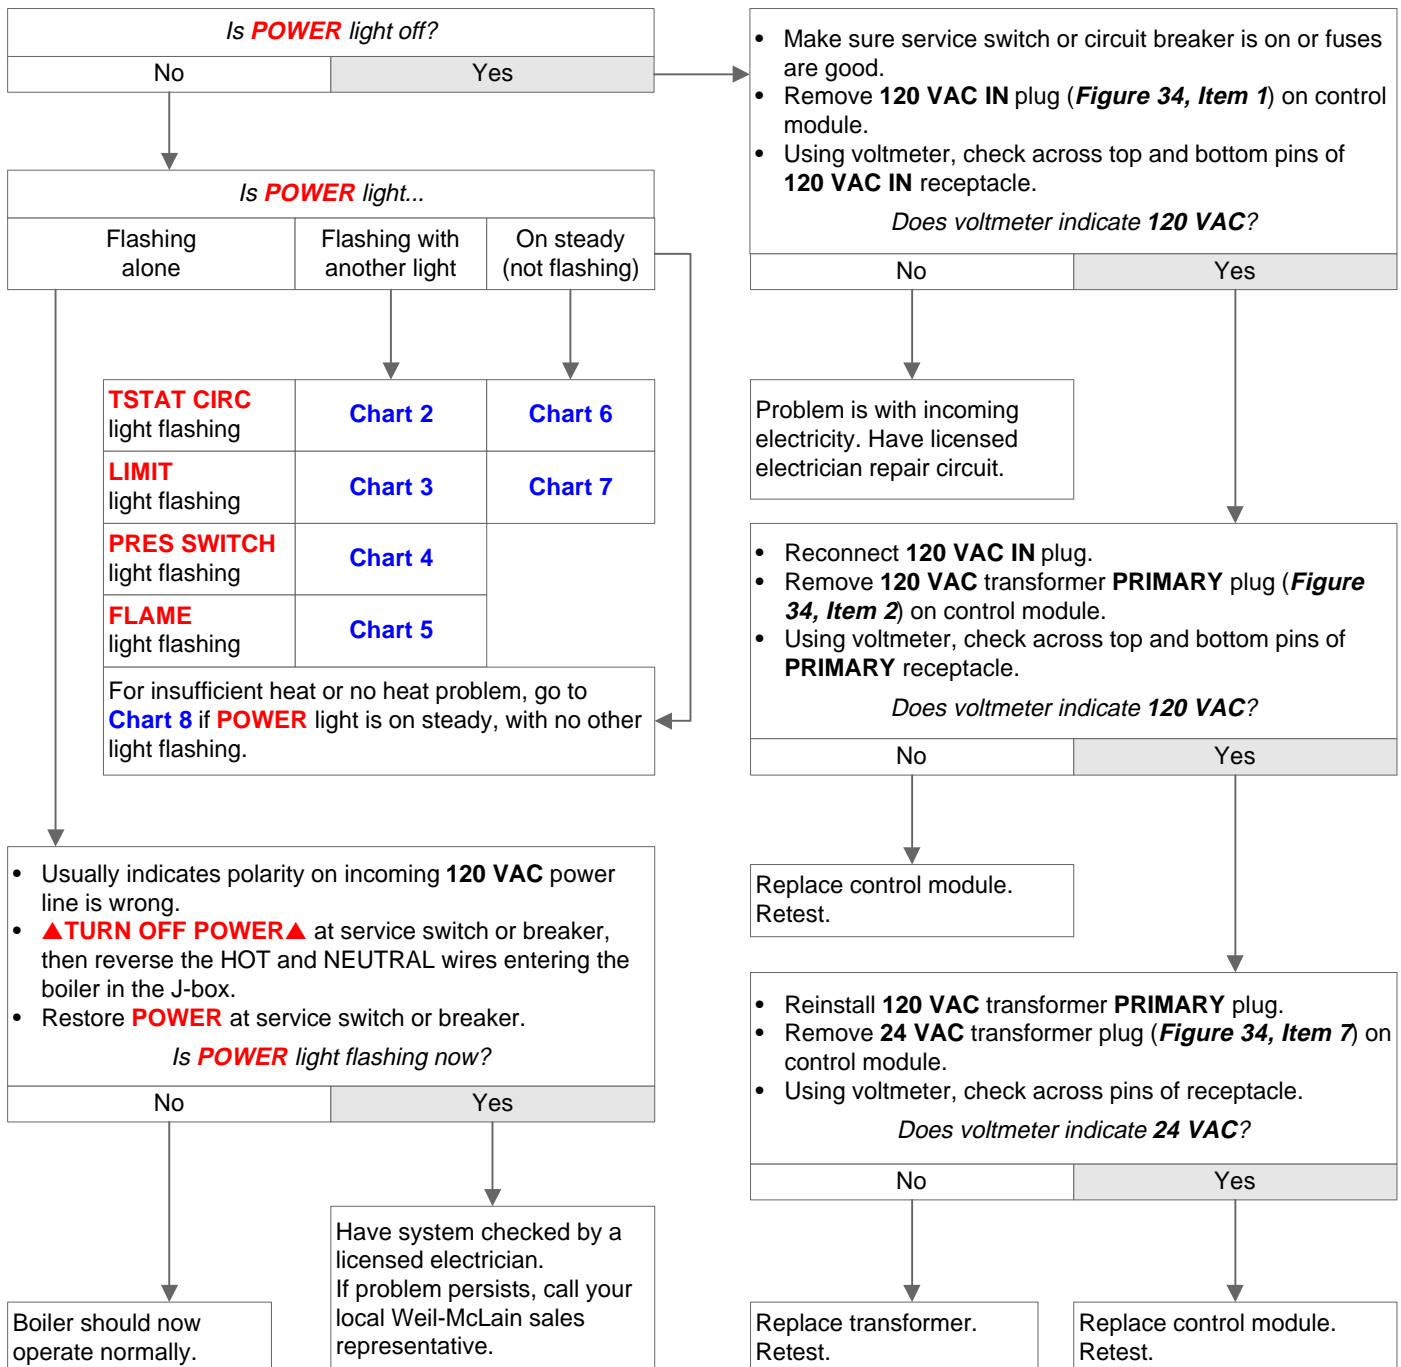 Is POWER light off?
No
Yes
Is POWER light...
Flashing
alone
Flashing with
another light
On steady
(not flashing)
TSTAT CIRC
light flashing
Chart 2
Chart 6
LIMIT
light flashing
Chart 3
Chart 7
PRES SWITCH
light flashing
Chart 4
FLAME
light flashing
Chart 5
For insufficient heat or no heat problem, go to
Chart 8 if POWER light is on steady, with no other
light flashing.
• Usually indicates polarity on incoming 120 VAC power
line is wrong.
• ▲TURN OFF POWER▲ at service switch or breaker,
then reverse the HOT and NEUTRAL wires entering the
boiler in the J-box.
• Restore POWER at service switch or breaker.
Is POWER light flashing now?
No
Yes
Boiler should now
operate normally.
Have system checked by a
licensed electrician.
If problem persists, call your
local Weil-McLain sales
representative.
• Make sure service switch or circuit breaker is on or fuses
are good.
• Remove 120 VAC IN plug (Figure 34, Item 1) on control
module.
• Using voltmeter, check across top and bottom pins of
120 VAC IN receptacle.
Does voltmeter indicate 120 VAC?
No
Yes
Problem is with incoming
electricity. Have licensed
electrician repair circuit.
• Reconnect 120 VAC IN plug.
• Remove 120 VAC transformer PRIMARY plug (Figure
34, Item 2) on control module.
• Using voltmeter, check across top and bottom pins of
PRIMARY receptacle.
Does voltmeter indicate 120 VAC?
No
Yes
Replace control module.
Retest.
• Reinstall 120 VAC transformer PRIMARY plug.
• Remove 24 VAC transformer plug (Figure 34, Item 7) on
control module.
• Using voltmeter, check across pins of receptacle.
Does voltmeter indicate 24 VAC?
No
Yes
Replace transformer.
Retest.
Replace control module.
Retest.